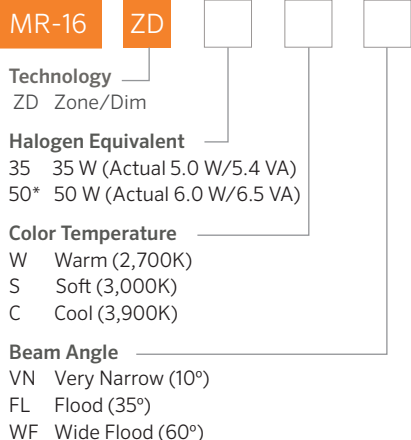 MR-16 ZD
Technology
ZD Zone/Dim
Halogen Equivalent
35 35 W (Actual 5.0 W/5.4 VA)
50* 50 W (Actual 6.0 W/6.5 VA)
Color Temperature
W Warm (2,700K)
S Soft (3,000K)
C Cool (3,900K)
Beam Angle
VN Very Narrow (10º)
FL Flood (35º)
WF Wide Flood (60º)